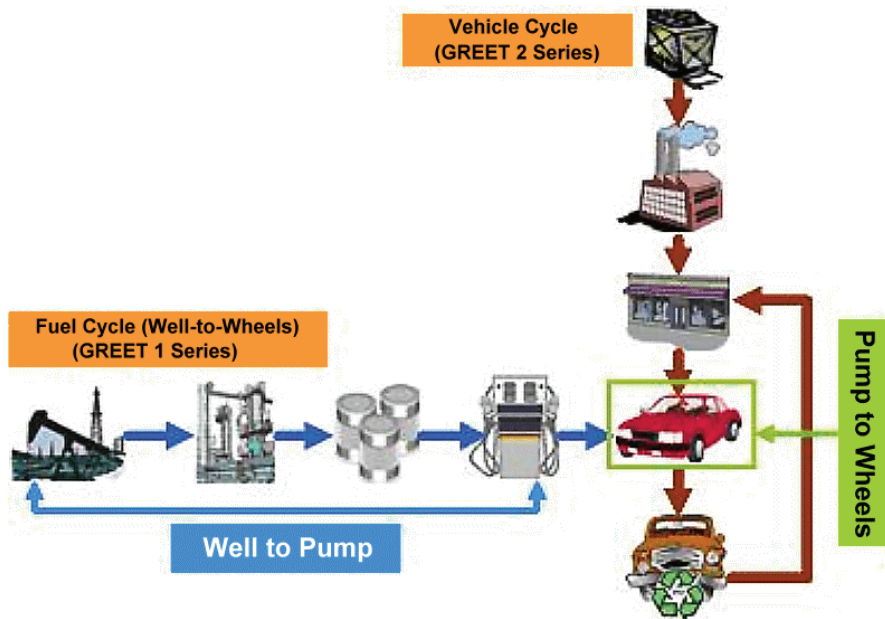 Vehicle Cycle
(GREET 2 Series)
Fuel Cycle (Well-to-Wheels)
(GREET 1 Series)
Pump to Wheels
Well to Pump